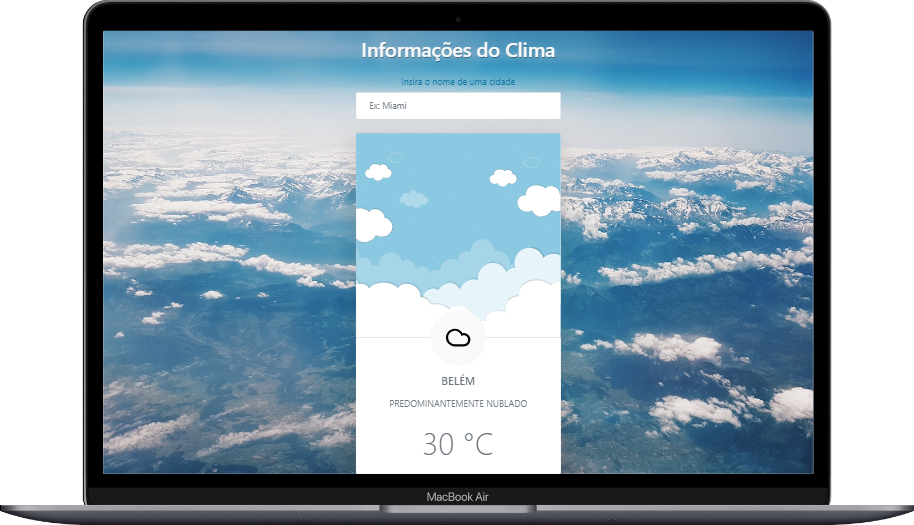 Informações do Clima
Insira o nome de uma cidade
Ex: Miami
BELÉM
PREDOMINANTEMENTE NUBLADO
30 °C
MacBook Air